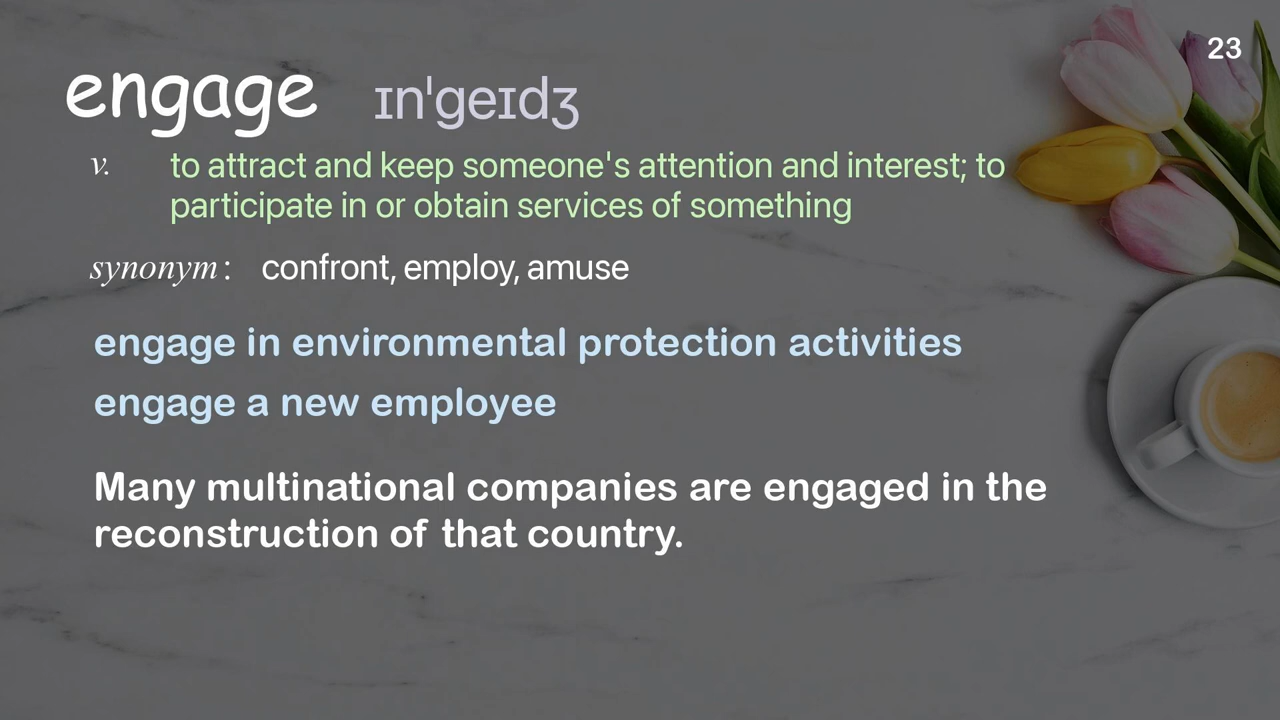 23
engage ɪnˈgeɪdʒ
v. to attract and keep someone's attention and interest; to
participate in or obtain services of something
synonym : confront, employ, amuse
engage in environmental protection activities
engage a new employee
Many multinational companies are engaged in the
reconstruction of that country.